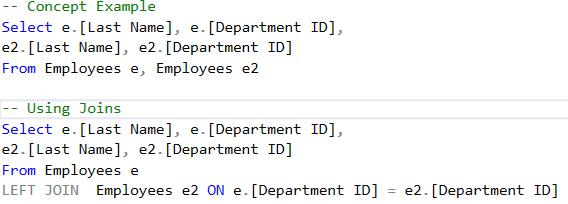 -- Concept Example
Select e.[Last Name], e.[Department ID],
e2.[Last Name], e2.[Department ID]
From Employees e, Employees e2
-- Using Joins
Select e.[Last Name], e.[Department ID],
e2.[Last Name], e2.[Department ID]
From Employees e
LEFT JOIN  Employees e2 ON e.[Department ID] = e2.[Department ID]